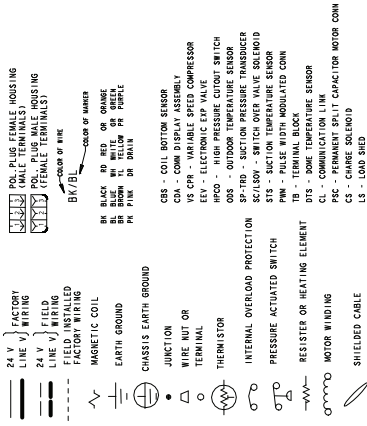 24 V } FACTORY
LINE V } WIRING
24 V } FIELD
LINE V } WIRING
FIELD INSTALLED
FACTORY WIRING
MAGNETIC COIL
EARTH GROUND
CHASSIS EARTH GROUND
JUNCTION
WIRE NUT OR
TERMINAL
THERMISTOR
INTERNAL OVERLOAD PROTECTION
PRESSURE ACTUATED SWITCH
RESISTER OR HEATING ELEMENT
MOTOR WINDING
SHIELDED CABLE
1 2 3
POL. PLUG FEMALE HOUSING
(MALE TERMINALS)
1 2 3
POL. PLUG MALE HOUSING
(FEMALE TERMINALS)
COLOR OF WIRE
BK/BL
COLOR OF MARKER
BK BLACK RD RED OR ORANGE
BL BLUE WH WHITE GR GREEN
BR BROWN YL YELLOW PR PURPLE
PK PINK DR DRAIN
CBS - COIL BOTTOM SENSOR
CDA - COMM DISPLAY ASSEMBLY
VS CPR - VARIABLE SPEED COMPRESSOR
EEV - ELECTRONIC EXP VALVE
HPCO - HIGH PRESSURE CUTOUT SWITCH
ODS - OUTDOOR TEMPERATURE SENSOR
SP-TRD - SUCTION PRESSURE TRANSDUCER
SC/LSOV - SWITCH OVER VALVE SOLENOID
STS - SUCTION TEMPERATURE SENSOR
PWM - PULSE WIDTH MODULATED CONN
TB - TERMINAL BLOCK
DTS - DOME TEMPERATURE SENSOR
CL - COMMUNICATION LINK
PSC - PERMANENT SPLIT CAPACITOR MOTOR CONN
CS - CHARGE SOLENOID
LS - LOAD SHED